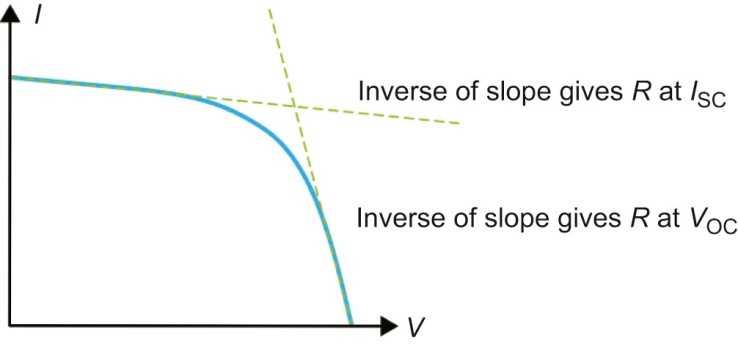 I
Inverse of slope gives R at ISC
Inverse of slope gives R at VOC
V